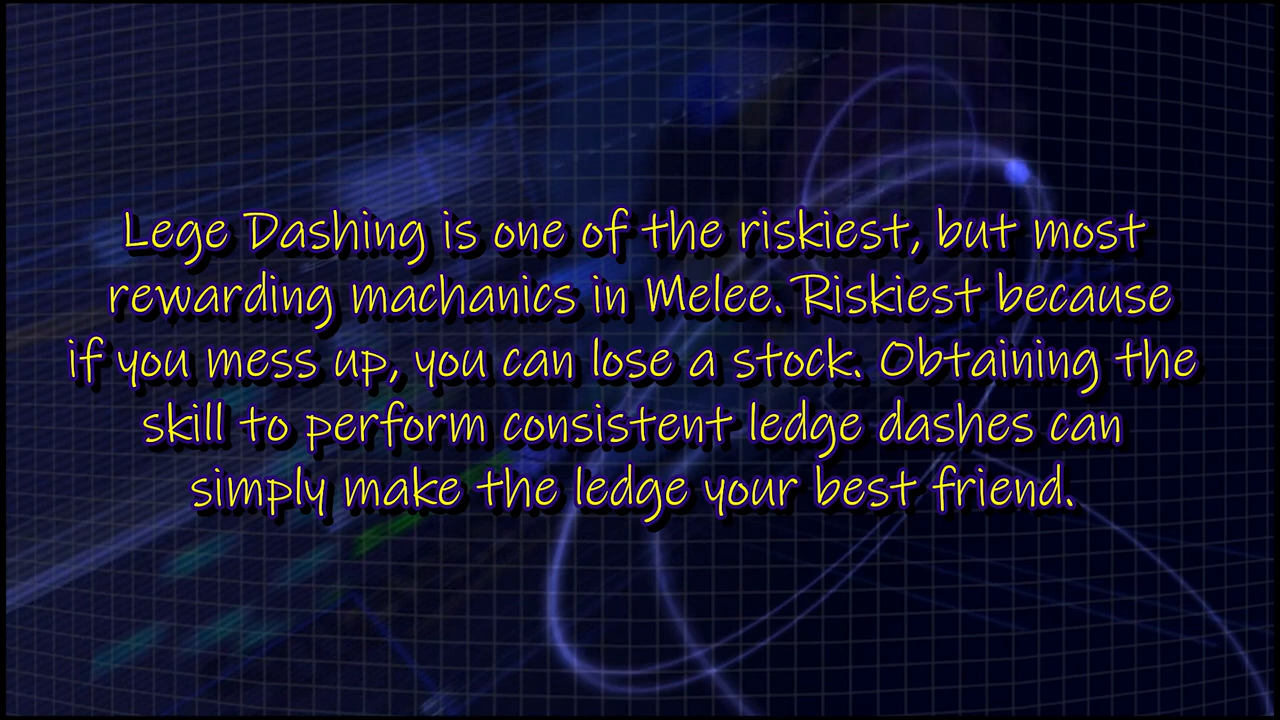 Lege Dashing is one of the riskiest, but most
rewarding machanics in Melee. Riskiest because
if you mess up, you can lose a stock. Obtaining the
skill to perform consistent ledge dashes can
simply make the ledge your best friend.